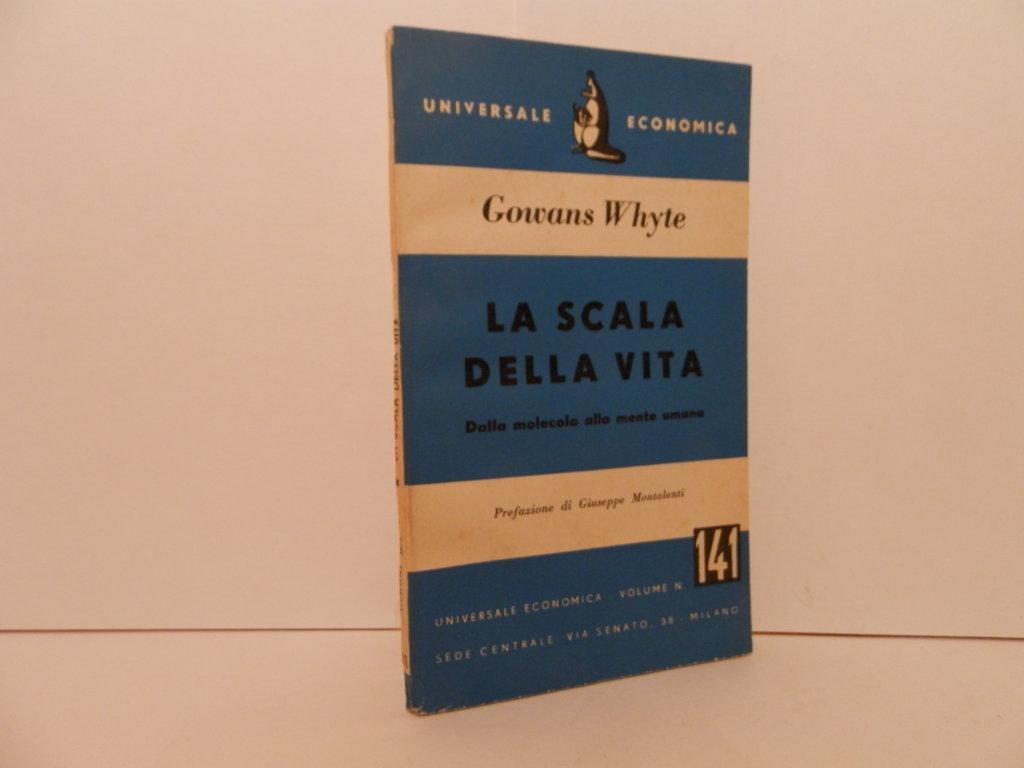 UNIVERSALE ECONOMICA
Gowans Whyte
LA SCALA
DELLA VITA
Dalla molecola alla mente umana
Prefazione di Giuseppe Montalenti
UNIVERSALE ECONOMICA VOLUME N. 141
SEDE CENTRALE VIA SENATO, 38 - MILANO
LA SCALA DELLA VITA